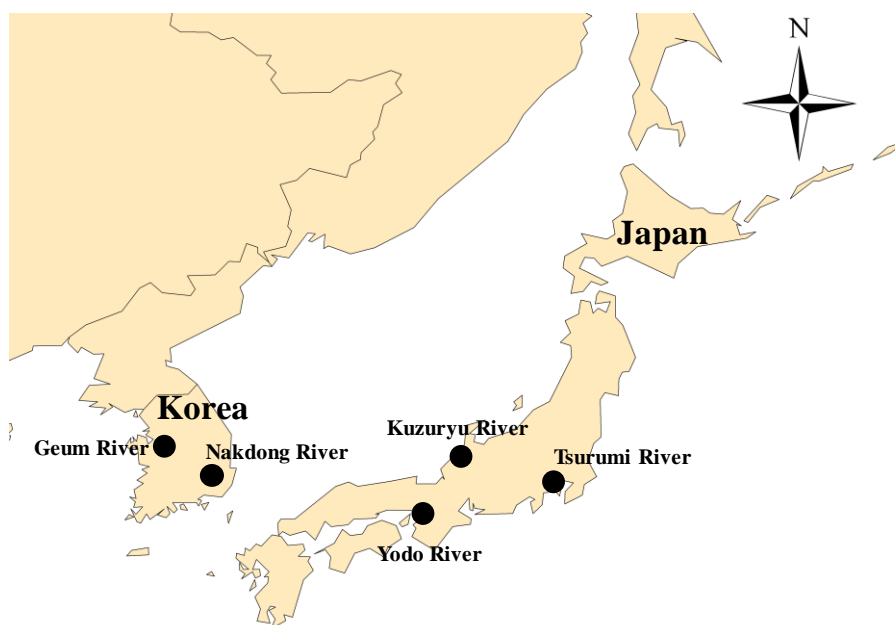 N
Japan
Korea
Kuzuryu River
Geum River
Nakdong River
Tsurumi River
Yodo River